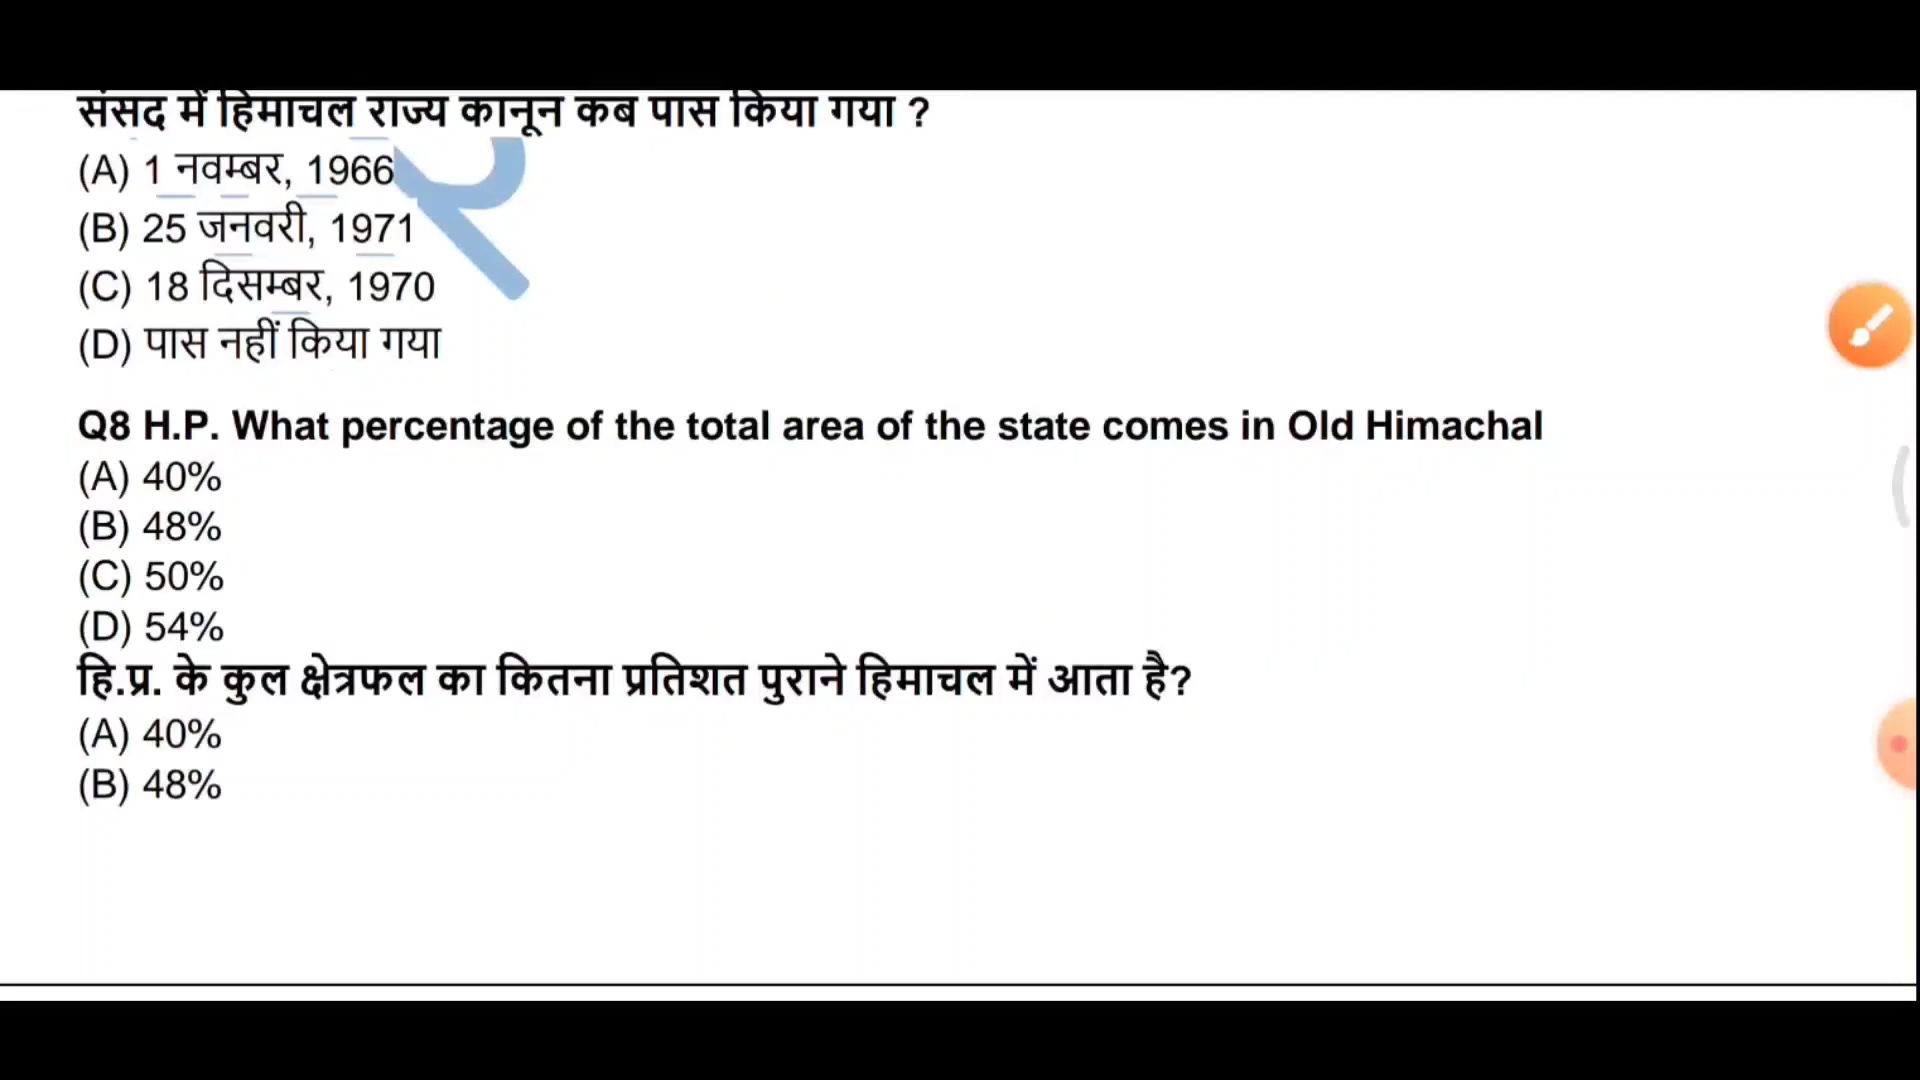 संसद में हिमाचल राज्य कानून कब पास किया गया ?
(A) 1 नवम्बर, 1966
(B) 25 जनवरी, 1971
(C) 18 दिसम्बर, 1970
(D) पास नहीं किया गया
Q8 H.P. What percentage of the total area of the state comes in Old Himachal
(A) 40%
(B) 48%
(C) 50%
(D) 54%
हि.प्र. के कुल क्षेत्रफल का कितना प्रतिशत पुराने हिमाचल में आता है?
(A) 40%
(B) 48%